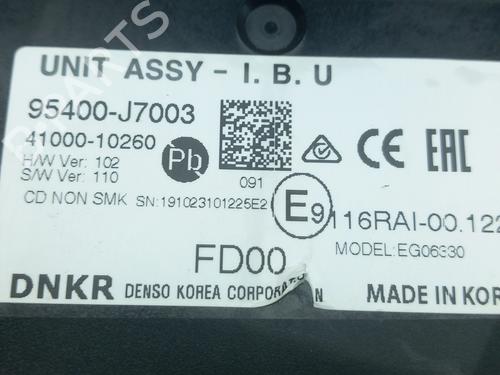 UNIT ASSY - I. B. U
95400-J7003
41000-10260
H/W Ver: 102
S/W Ver: 110
Pb
091
CE EAC
CD NON SMK SN:191023101225E2
E9 116RAI-00.122
MODEL:EG06330
FD00
DNKR DENSO KOREA CORPORATION
MADE IN KOR